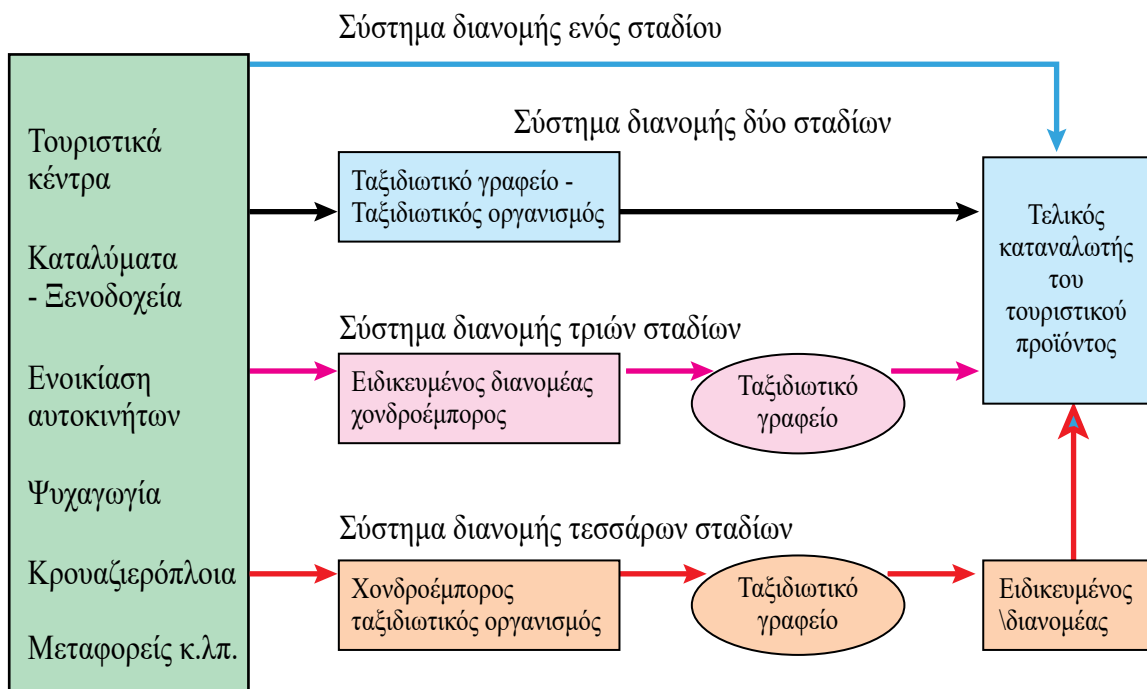 Σύστημα διανομής ενός σταδίου
Τουριστικά
κέντρα
Καταλύματα
- Ξενοδοχεία
Ενοικίαση
αυτοκινήτων
Ψυχαγωγία
Κρουαζιερόπλοια
Μεταφορείς κ.λπ.
Σύστημα διανομής δύο σταδίων
Ταξιδιωτικό γραφείο -
Ταξιδιωτικός οργανισμός
Τελικός
καταναλωτής
του
τουριστικού
προϊόντος
Σύστημα διανομής τριών σταδίων
Ειδικευμένος διανομέας
χονδροέμπορος
Ταξιδιωτικό
γραφείο
Σύστημα διανομής τεσσάρων σταδίων
Χονδροέμπορος
ταξιδιωτικός οργανισμός
Ταξιδιωτικό
γραφείο
Ειδικευμένος
\διανομέας